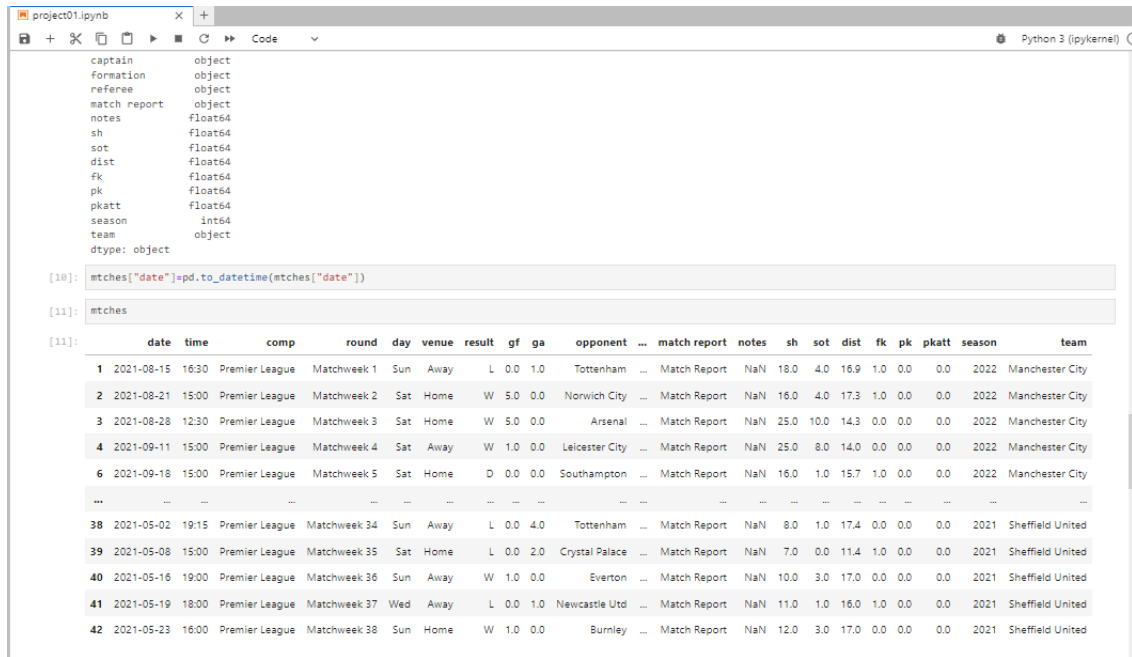 project01.ipynb
Code
Python 3 (ipykernel)
captain object
formation object
referee object
match report object
notes float64
sh float64
sot float64
dist float64
fk float64
pk float64
pkatt float64
season int64
team object
dtype: object
[10]: mtches["date"]=pd.to_datetime(mtches["date"])
[11]: mtches
[11]: date time comp round day venue result gf ga opponent ... match report notes sh sot dist fk pk pkatt season team
1 2021-08-15 16:30 Premier League Matchweek 1 Sun Away L 0.0 1.0 Tottenham ... Match Report NaN 18.0 4.0 16.9 1.0 0.0 0.0 2022 Manchester City
2 2021-08-21 15:00 Premier League Matchweek 2 Sat Home W 5.0 0.0 Norwich City ... Match Report NaN 16.0 4.0 17.3 1.0 0.0 0.0 2022 Manchester City
3 2021-08-28 12:30 Premier League Matchweek 3 Sat Home W 5.0 0.0 Arsenal ... Match Report NaN 25.0 10.0 14.3 0.0 0.0 0.0 2022 Manchester City
4 2021-09-11 15:00 Premier League Matchweek 4 Sat Away W 1.0 0.0 Leicester City ... Match Report NaN 25.0 8.0 14.0 0.0 0.0 0.0 2022 Manchester City
6 2021-09-18 15:00 Premier League Matchweek 5 Sat Home D 0.0 0.0 Southampton ... Match Report NaN 16.0 1.0 15.7 1.0 0.0 0.0 2022 Manchester City
... ... ... ... ... ... ... ... ... ... ... ... ... ... ... ... ... ... ... ... ... ...
38 2021-05-02 19:15 Premier League Matchweek 34 Sun Away L 0.0 4.0 Tottenham ... Match Report NaN 8.0 1.0 17.4 0.0 0.0 0.0 2021 Sheffield United
39 2021-05-08 15:00 Premier League Matchweek 35 Sat Home L 0.0 2.0 Crystal Palace ... Match Report NaN 7.0 0.0 11.4 1.0 0.0 0.0 2021 Sheffield United
40 2021-05-16 19:00 Premier League Matchweek 36 Sun Away W 1.0 0.0 Everton ... Match Report NaN 10.0 3.0 17.0 0.0 0.0 0.0 2021 Sheffield United
41 2021-05-19 18:00 Premier League Matchweek 37 Wed Away L 0.0 1.0 Newcastle Utd ... Match Report NaN 11.0 1.0 16.0 1.0 0.0 0.0 2021 Sheffield United
42 2021-05-23 16:00 Premier League Matchweek 38 Sun Home W 1.0 0.0 Burnley ... Match Report NaN 12.0 3.0 17.0 0.0 0.0 0.0 2021 Sheffield United